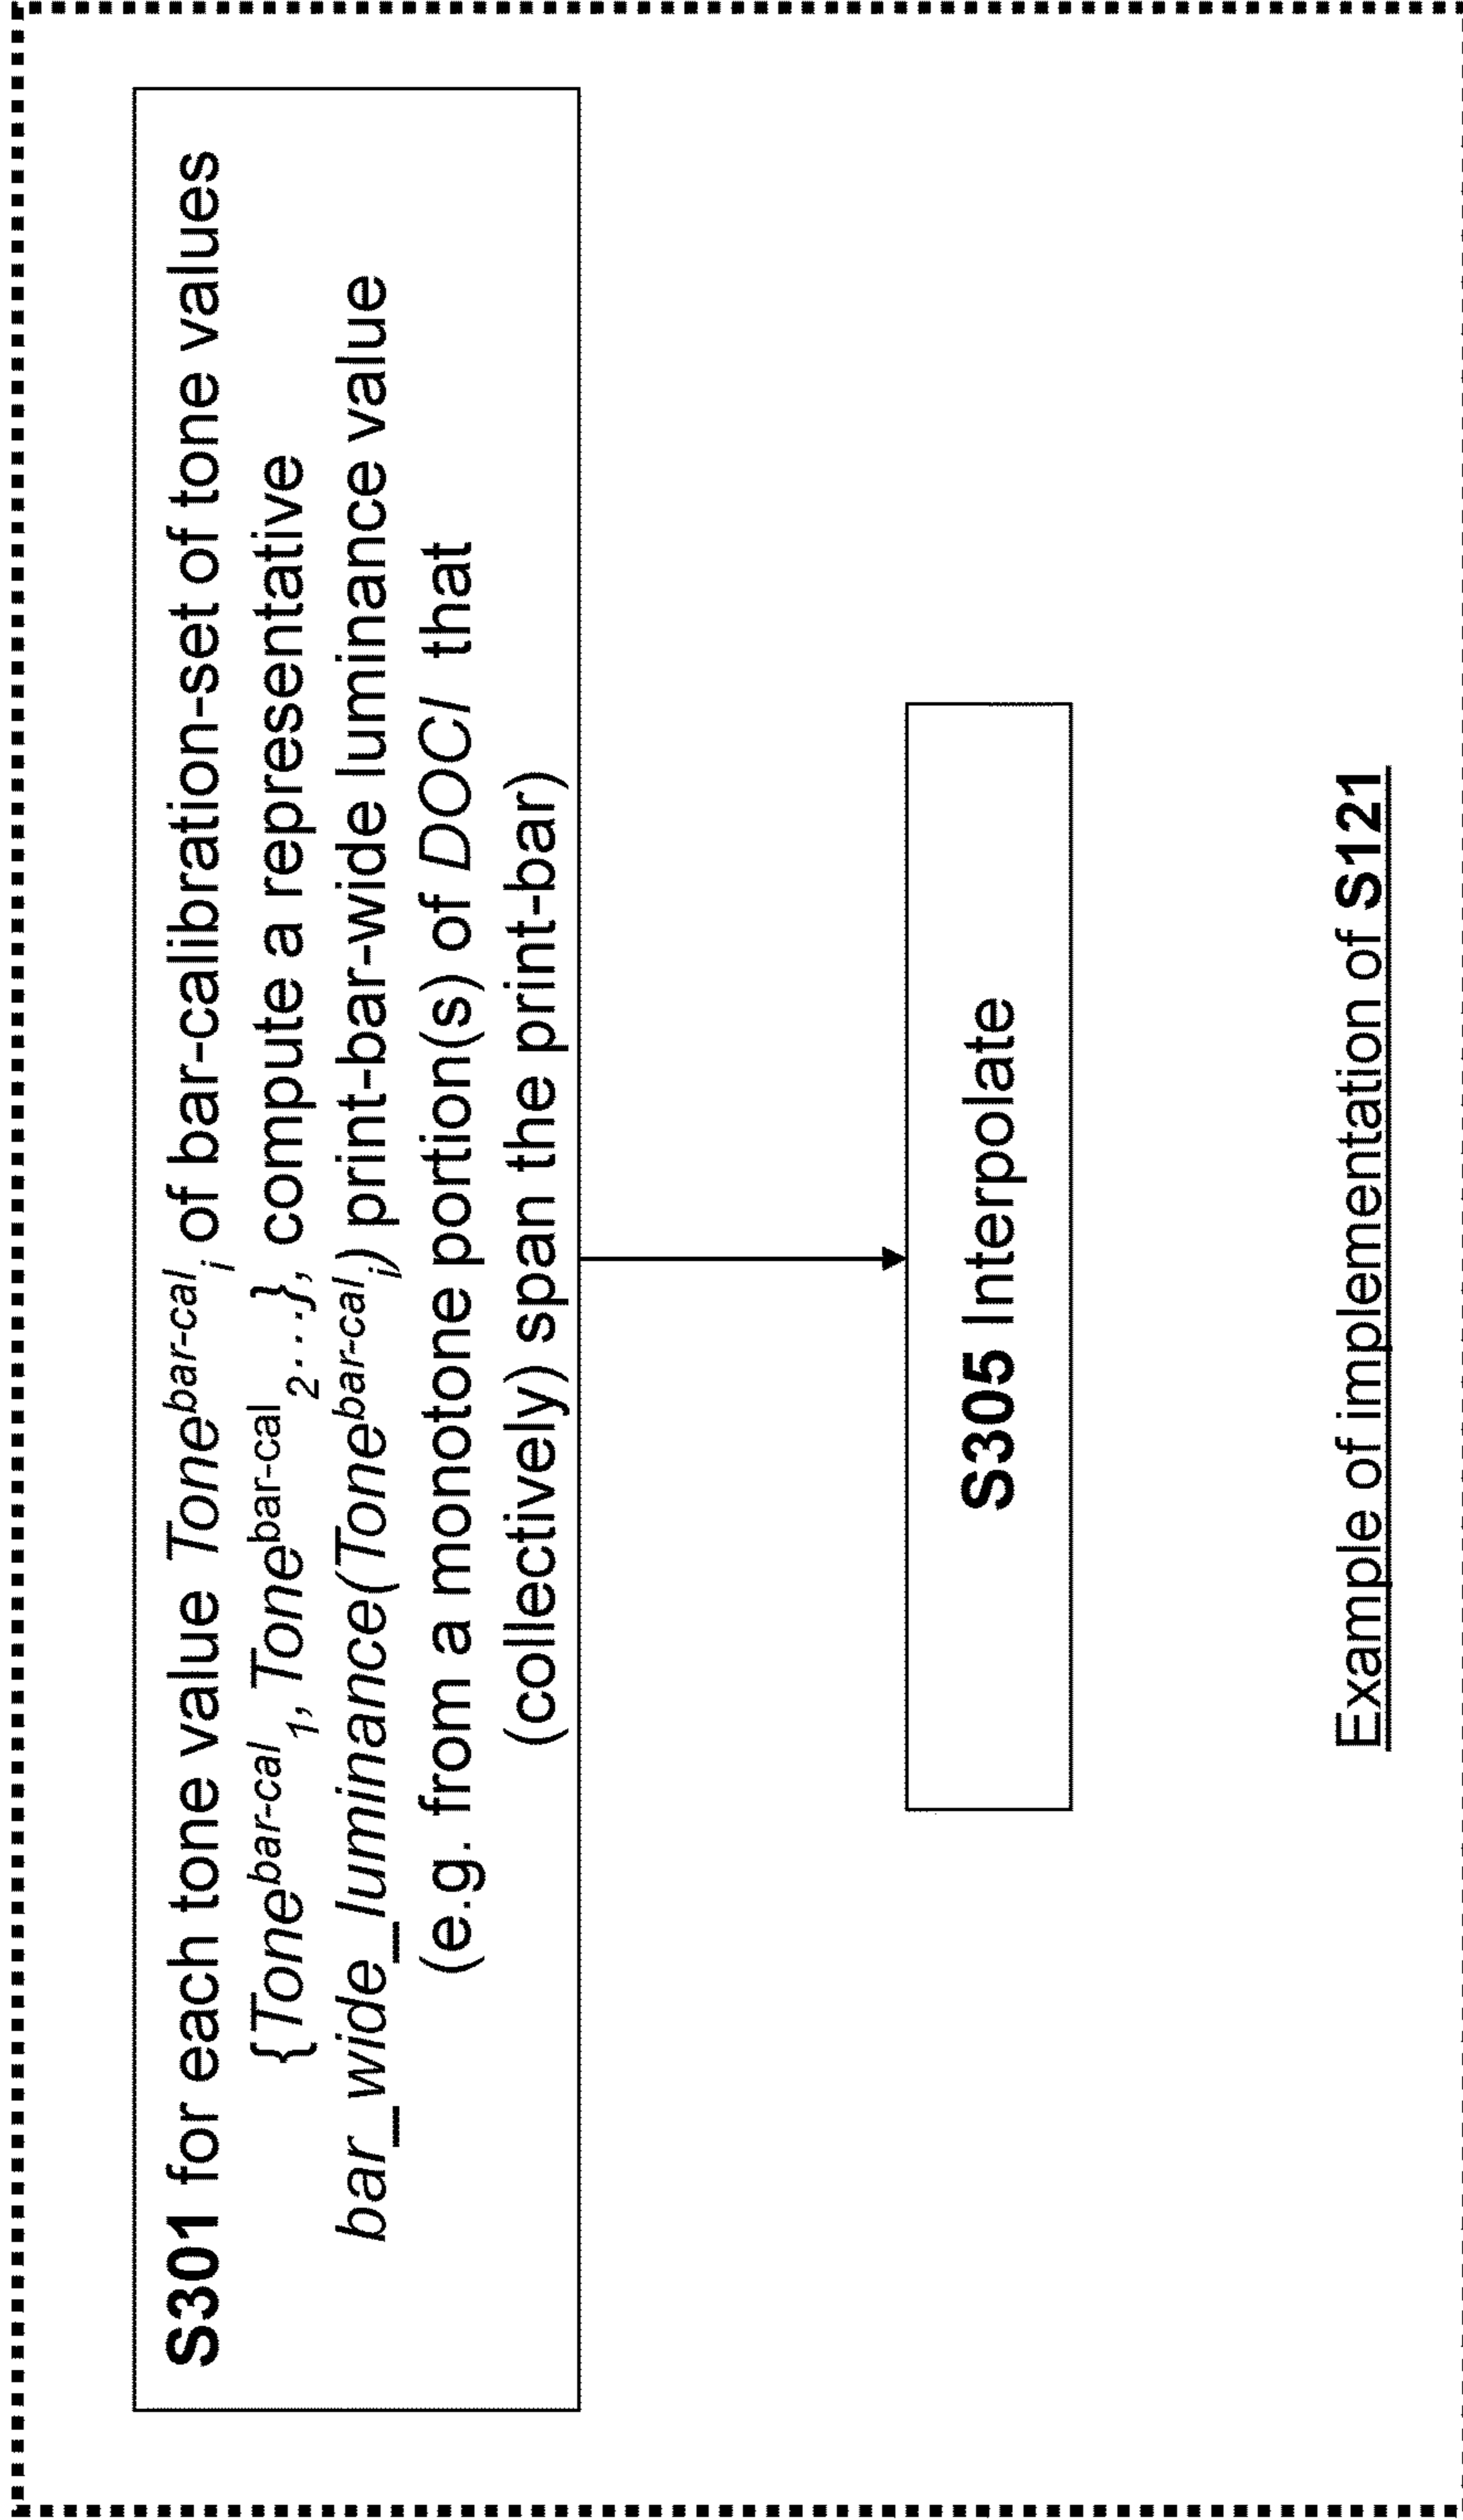 S301 for each tone value Tone^bar-cal_i of bar-calibration-set of tone values
{Tone^bar-cal_1, Tone^bar-cal_2...}, compute a representative
bar_wide_luminance(Tone^bar-cal_i) print-bar-wide luminance value
(e.g. from a monotone portion(s) of DOCI that
(collectively) span the print-bar)
S305 Interpolate
Example of implementation of S121